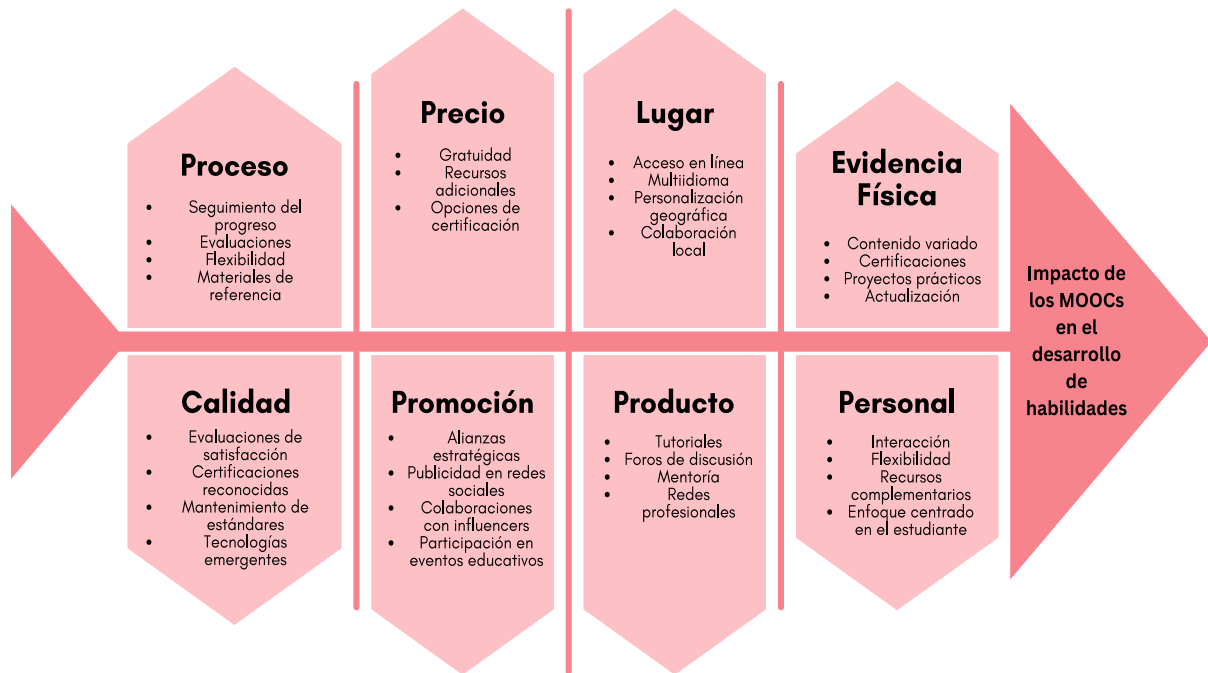 Proceso
• Seguimiento del
progreso
• Evaluaciones
• Flexibilidad
• Materiales de
referencia
Precio
• Gratuidad
• Recursos
adicionales
• Opciones de
certificación
Lugar
• Acceso en línea
• Multiidioma
• Personalización
geográfica
• Colaboración
local
Evidencia
Física
• Contenido variado
• Certificaciones
• Proyectos prácticos
• Actualización
Calidad
• Evaluaciones de
satisfacción
• Certificaciones
reconocidas
• Mantenimiento de
estándares
• Tecnologías
emergentes
Promoción
• Alianzas
estratégicas
• Publicidad en redes
sociales
• Colaboraciones
con influencers
• Participación en
eventos educativos
Producto
• Tutoriales
• Foros de discusión
• Mentoría
• Redes
profesionales
Personal
• Interacción
• Flexibilidad
• Recursos
complementarios
• Enfoque centrado
en el estudiante
Impacto de
los MOOCs
en el
desarrollo
de
habilidades